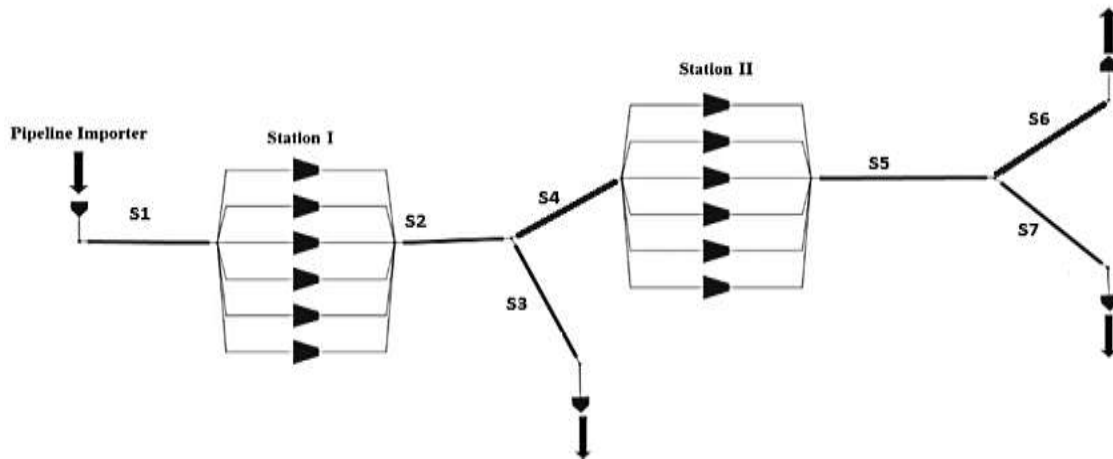 Station II
S6
Pipeline Importer
Station I
S5
S4
S1
S2
S7
S3